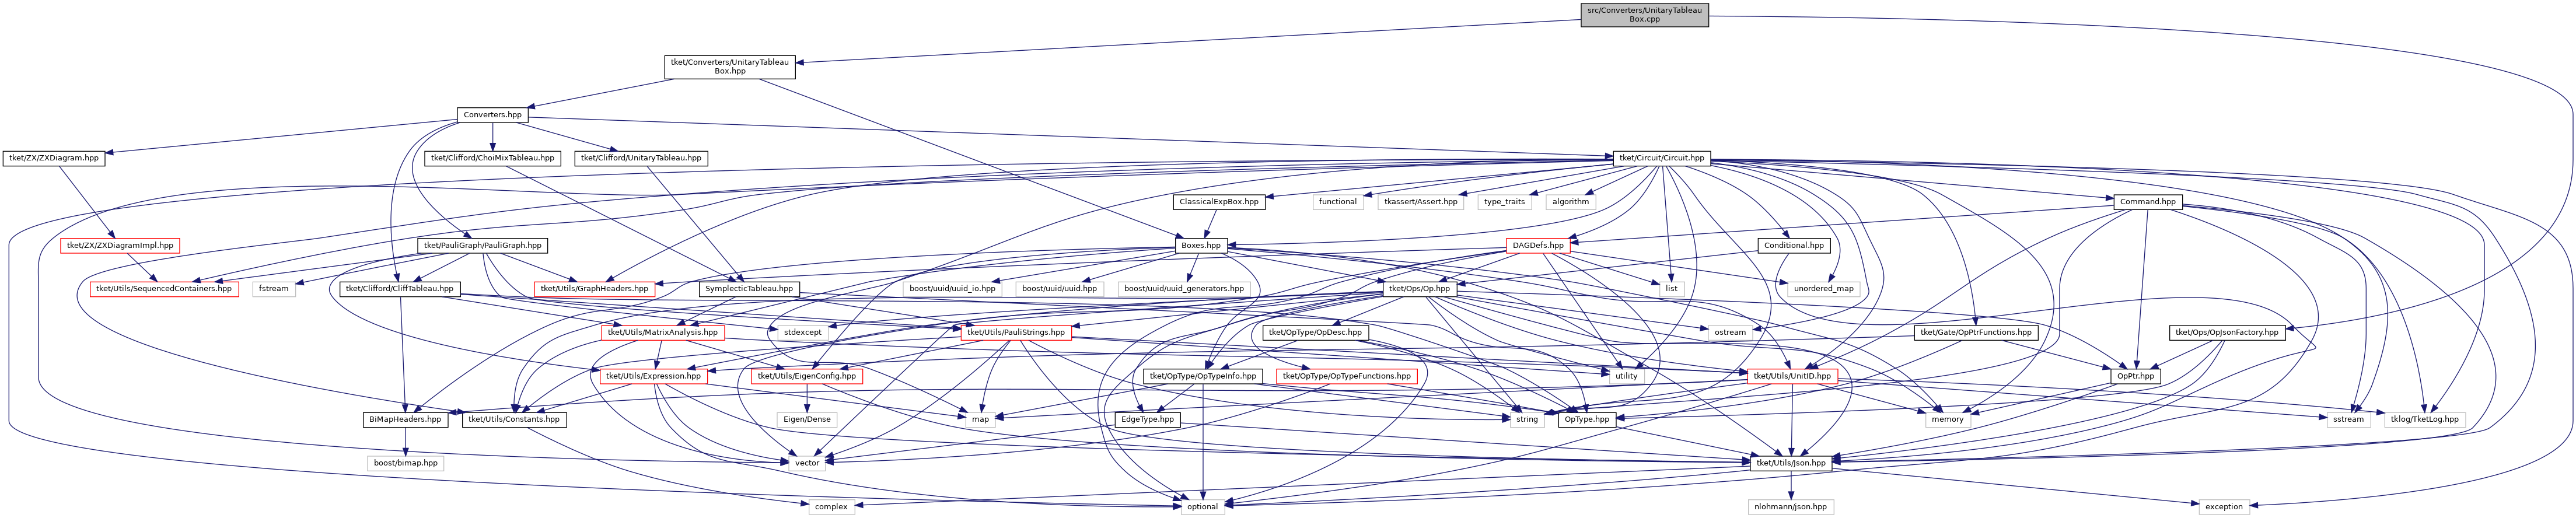 src/Converters/UnitaryTableau
Box.cpp
tket/Converters/UnitaryTableau
Box.hpp
Converters.hpp
tket/ZX/ZXDiagram.hpp
tket/Clifford/ChoiMixTableau.hpp
tket/Clifford/UnitaryTableau.hpp
tket/Circuit/Circuit.hpp
ClassicalExpBox.hpp
functional
tkassert/Assert.hpp
type_traits
algorithm
Command.hpp
tket/ZX/ZXDiagramImpl.hpp
tket/PauliGraph/PauliGraph.hpp
Boxes.hpp
DAGDefs.hpp
Conditional.hpp
tket/Utils/SequencedContainers.hpp
fstream
tket/Clifford/CliffTableau.hpp
tket/Utils/GraphHeaders.hpp
SymplecticTableau.hpp
boost/uuid/uuid_io.hpp
boost/uuid/uuid.hpp
boost/uuid/uuid_generators.hpp
tket/Ops/Op.hpp
list
unordered_map
tket/Utils/MatrixAnalysis.hpp
stdexcept
tket/Utils/PauliStrings.hpp
tket/OpType/OpDesc.hpp
ostream
tket/Gate/OpPtrFunctions.hpp
tket/Ops/OpJsonFactory.hpp
tket/Utils/Expression.hpp
tket/Utils/EigenConfig.hpp
tket/OpType/OpTypeInfo.hpp
tket/OpType/OpTypeFunctions.hpp
utility
tket/Utils/UnitID.hpp
OpPtr.hpp
BiMapHeaders.hpp
tket/Utils/Constants.hpp
Eigen/Dense
map
EdgeType.hpp
string
OpType.hpp
memory
sstream
tklog/TketLog.hpp
boost/bimap.hpp
vector
tket/Utils/Json.hpp
complex
optional
nlohmann/json.hpp
exception